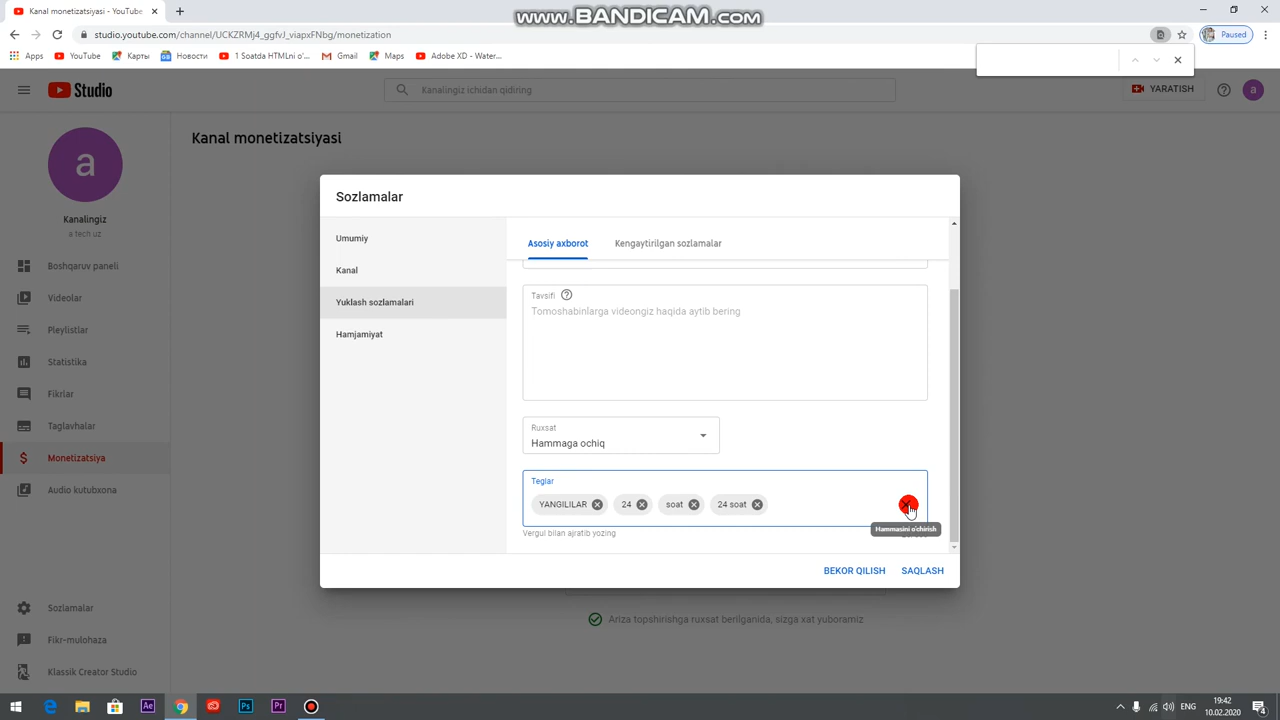 www.BANDICAM.com
Kanal monetizatsiyasi - YouTub
studio.youtube.com/channel/UCKZRMj4_ggfvJ_viapxFNbg/monetization
Paused
Apps YouTube Карты Новости 1 Soatda HTMLni o'... Gmail Maps Adobe XD - Water...
Studio
Kanalingiz ichidan qidiring
YARATISH
a
a
Kanalingiz
a tech uz
Boshqaruv paneli
Videolar
Pleylistlar
Statistika
Fikrlar
Taglavhalar
Monetizatsiya
Audio kutubxona
Sozlamalar
Fikr-mulohaza
Klassik Creator Studio
Kanal monetizatsiyasi
Sozlamalar
Umumiy
Kanal
Yuklash sozlamalari
Hamjamiyat
Asosiy axborot Kengaytirilgan sozlamalar
Tavsifi
Tomoshabinlarga videongiz haqida aytib bering
Ruxsat
Hammaga ochiq
Teglar
YANGILILAR 24 soat 24 soat
Vergul bilan ajratib yozing
Hammasini o'chirish
BEKOR QILISH SAQLASH
Ariza topshirishga ruxsat berilganida, sizga xat yuboramiz
Ae Ps Pr
ENG
19:42
10.02.2020
4